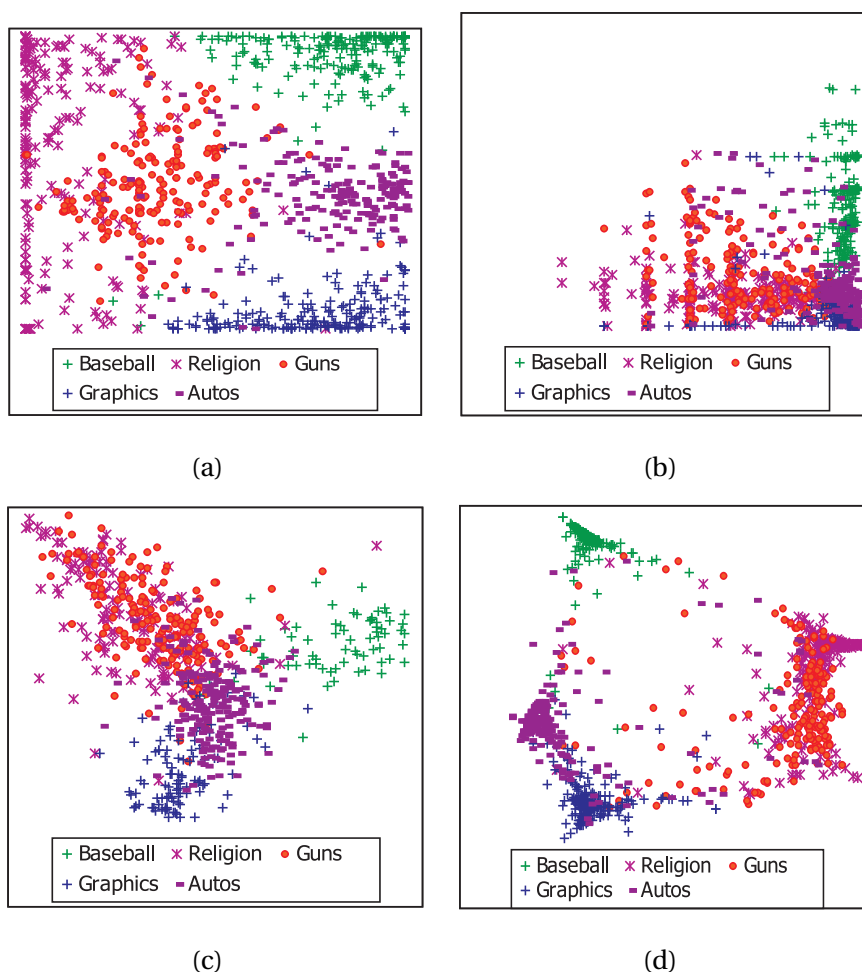 Baseball Religion Guns
Graphics Autos
(a)
Baseball Religion Guns
Graphics Autos
(b)
Baseball Religion Guns
Graphics Autos
(c)
Baseball Religion Guns
Graphics Autos
(d)